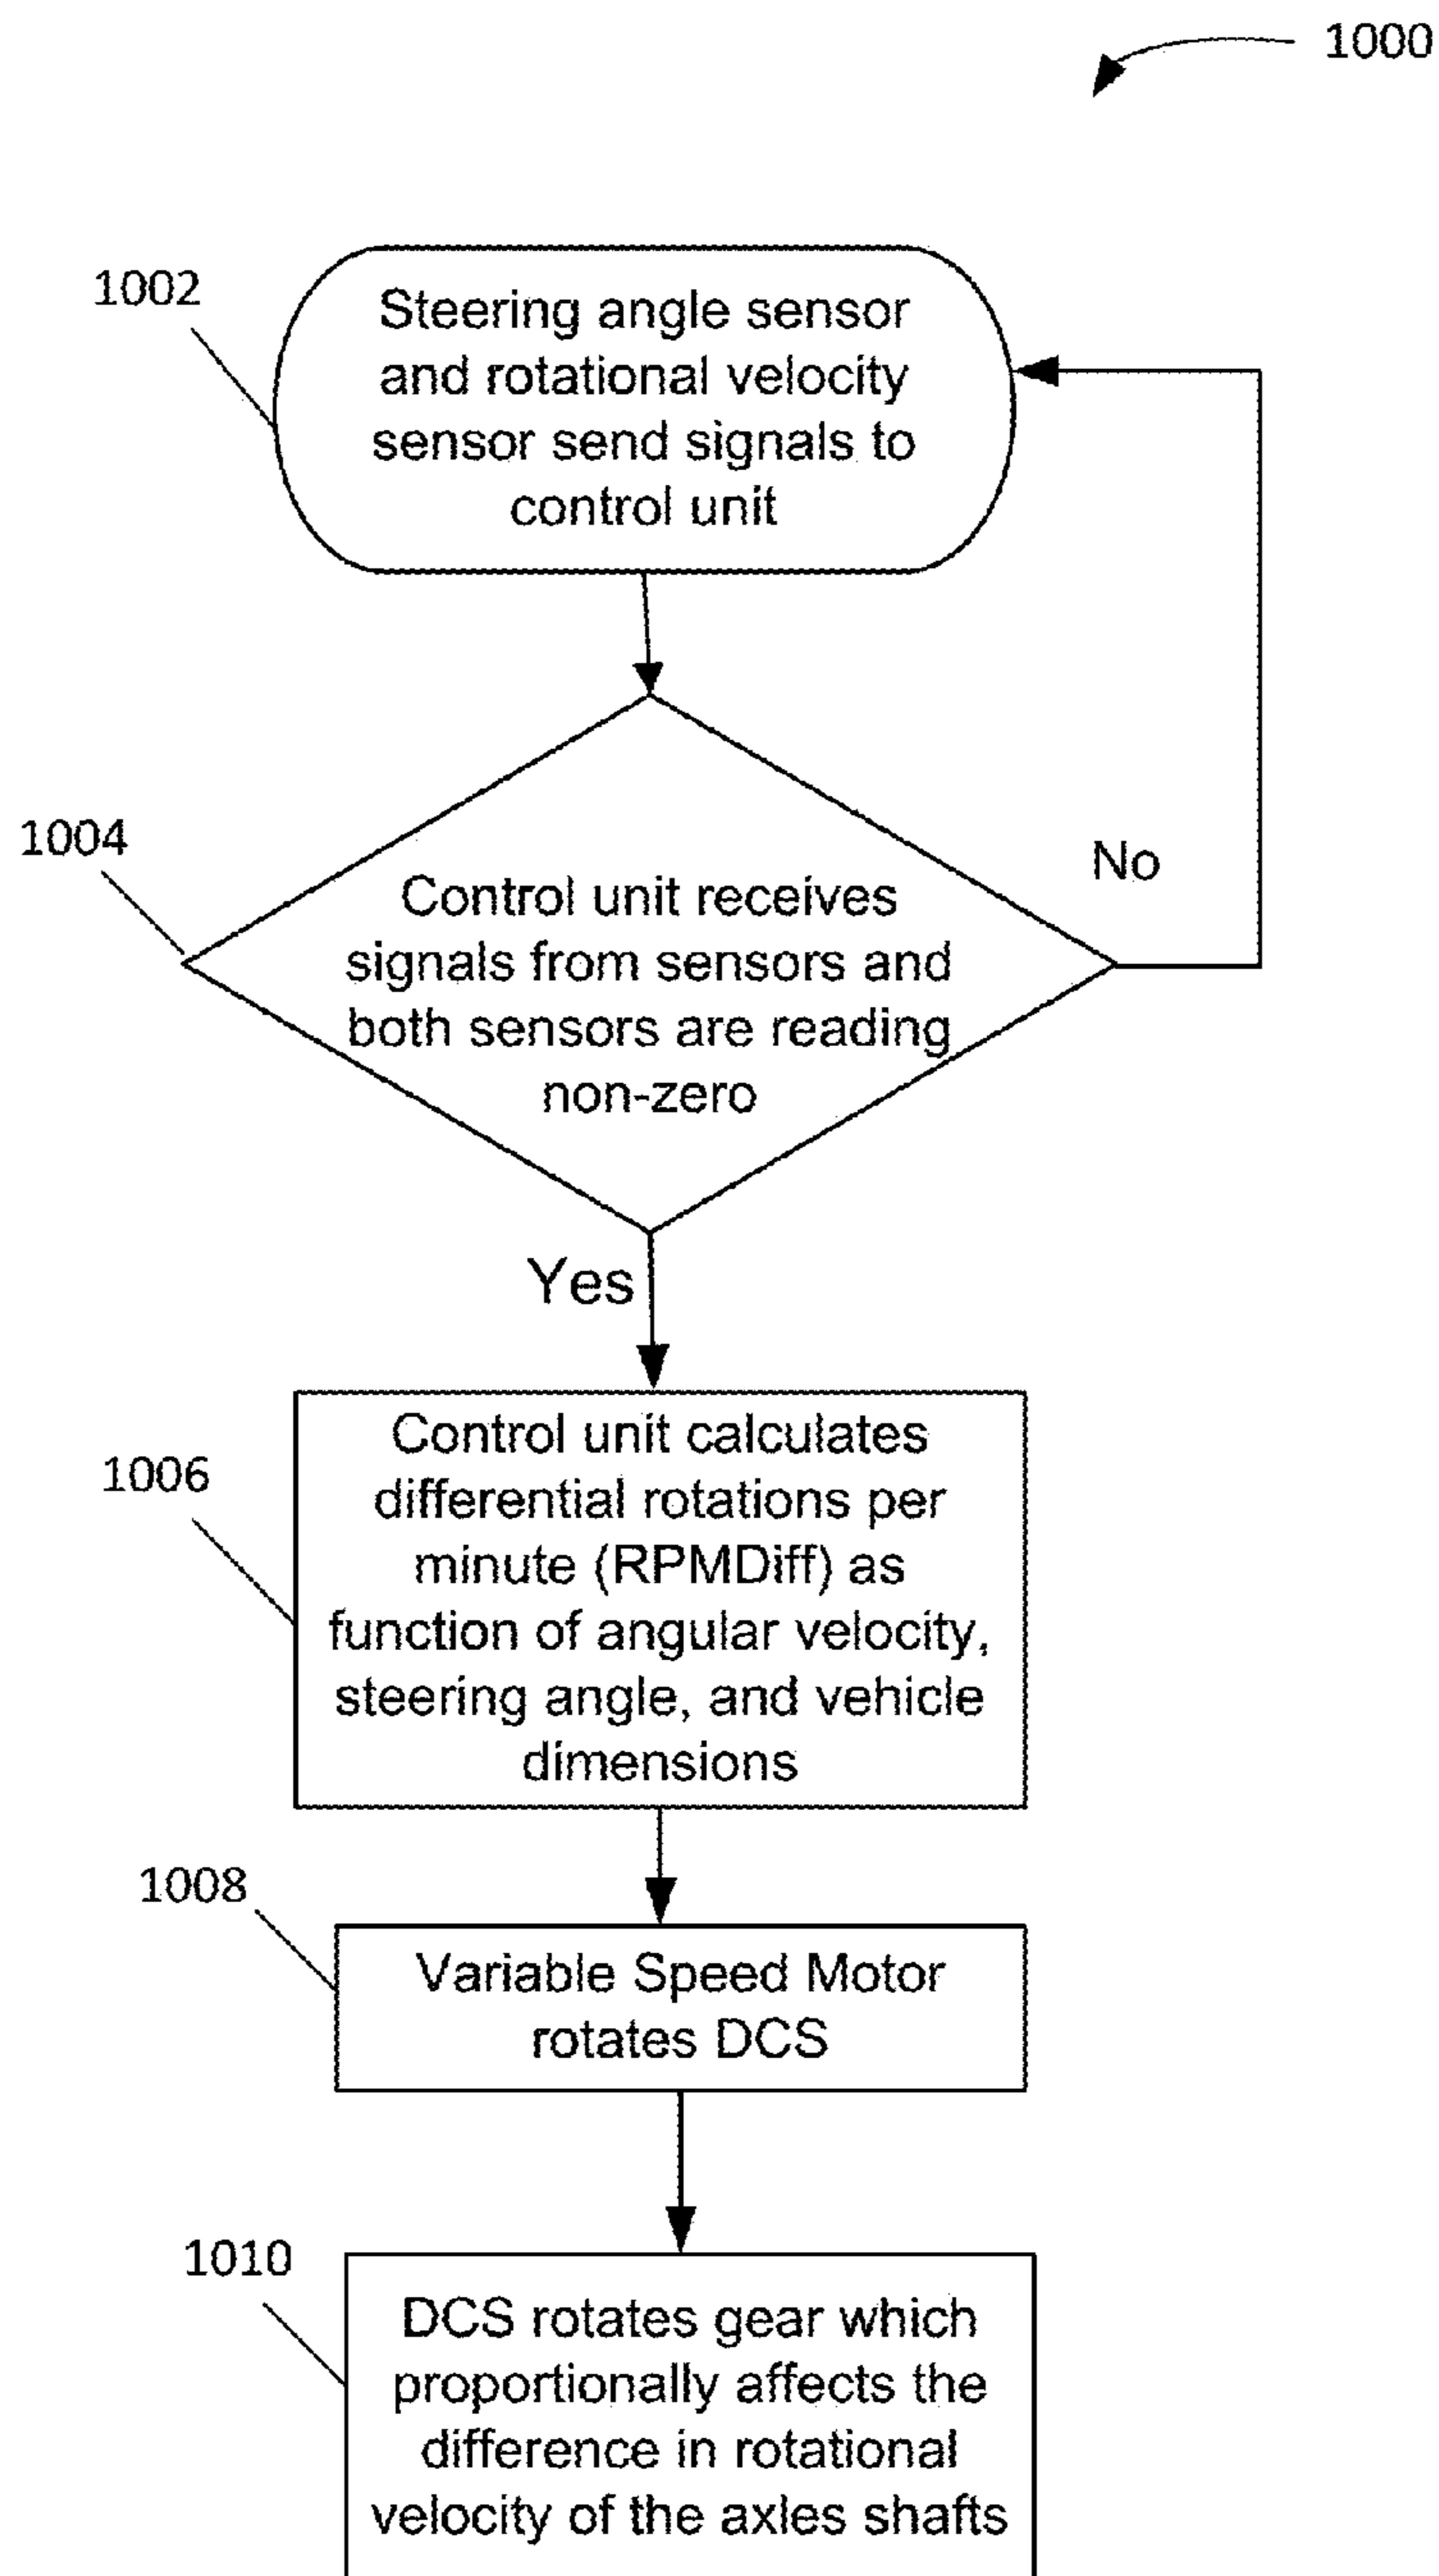 1000
1002
Steering angle sensor
and rotational velocity
sensor send signals to
control unit
1004
No
Control unit receives
signals from sensors and
both sensors are reading
non-zero
Yes
1006
Control unit calculates
differential rotations per
minute (RPMDiff) as
function of angular velocity,
steering angle, and vehicle
dimensions
1008
Variable Speed Motor
rotates DCS
1010
DCS rotates gear which
proportionally affects the
difference in rotational
velocity of the axles shafts